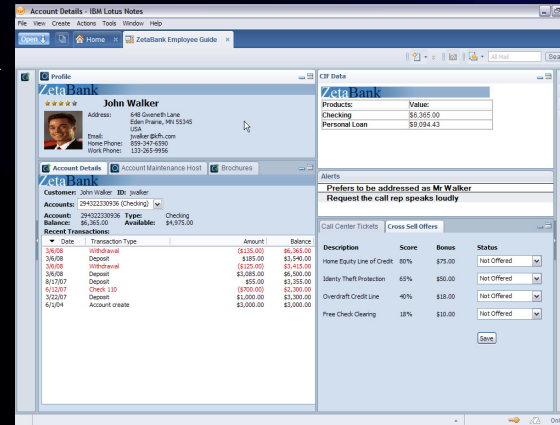 Account Details - IBM Lotus Notes
File View Create Actions Tools Window Help
Open Home × ZetaBank Employee Guide ×
All Mail Sea
Profile
ZetaBank
John Walker
Address: 648 Gweneth Lane
Eden Prairie, MN 55345
USA
Email: jwalker@kfh.com
Home Phone: 859-347-6590
Work Phone: 133-265-9956
Account Details Account Maintenance Host Brochures
ZetaBank
Customer: John Walker ID: jwalker
Accounts: 294322330936 (Checking)
Account: 294322330936 Type: Checking
Balance: $6,365.00 Available: $4,975.00
Recent Transactions:
Date Transaction Type Amount Balance
3/6/08 Withdrawal ($135.00) $6,365.00
3/6/08 Deposit $185.00 $3,540.00
3/6/08 Withdrawal ($125.00) $3,415.00
3/6/08 Deposit $3,085.00 $6,500.00
8/17/07 Deposit $55.00 $3,355.00
6/12/07 Check 110 ($700.00) $2,300.00
3/22/07 Deposit $1,000.00 $3,300.00
6/1/04 Account create $3,000.00 $3,000.00
CIF Data
ZetaBank
Products: Value:
Checking $6,365.00
Personal Loan $9,094.43
Alerts
Prefers to be addressed as Mr Walker
Request the call rep speaks loudly
Call Center Tickets Cross Sell Offers
Description Score Bonus Status
Home Equity Line of Credit 80% $75.00 Not Offered
Identy Theft Protection 65% $50.00 Not Offered
Overdraft Credit Line 40% $18.00 Not Offered
Free Check Clearing 18% $10.00 Not Offered
Save
Onl